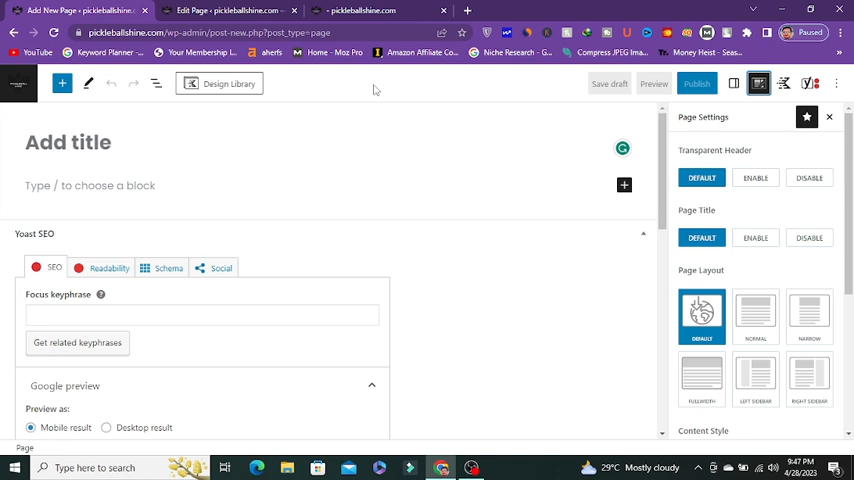 Add New Page ‹ pickleballshine.c
Edit Page ‹ pickleballshine.com — 
- pickleballshine.com
pickleballshine.com/wp-admin/post-new.php?post_type=page
Paused
YouTube
Keyword Planner -...
Your Membership I...
aherfs
Home - Moz Pro
Amazon Affiliate Co...
Niche Research - G...
Compress JPEG Ima...
Money Heist - Seaso...
Design Library
Save draft
Preview
Publish
Add title
Type / to choose a block
Yoast SEO
SEO
Readability
Schema
Social
Focus keyphrase
Get related keyphrases
Google preview
Preview as:
Mobile result
Desktop result
Page
Page Settings
Transparent Header
DEFAULT
ENABLE
DISABLE
Page Title
DEFAULT
ENABLE
DISABLE
Page Layout
DEFAULT
NORMAL
NARROW
FULLWIDTH
LEFT SIDEBAR
RIGHT SIDEBAR
Content Style
Type here to search
29°C Mostly cloudy
9:47 PM
4/28/2023